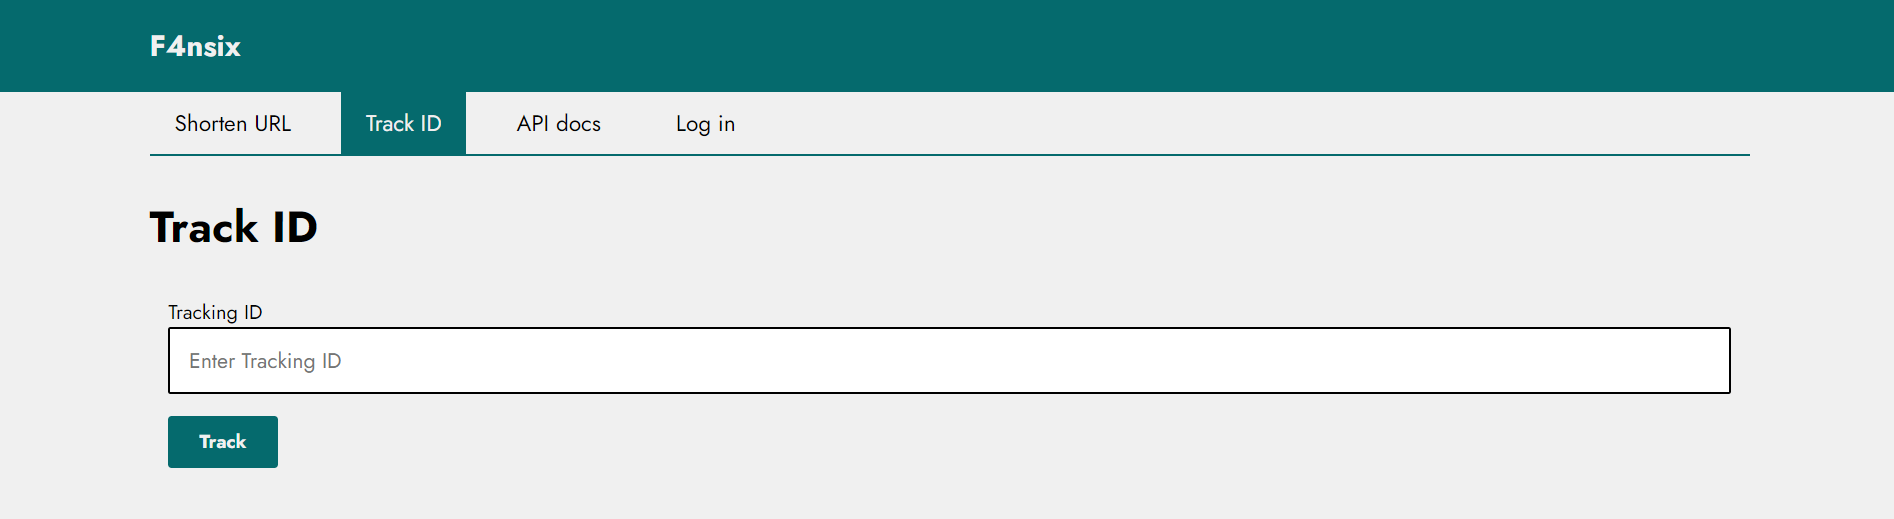 F4nsix
Shorten URL Track ID API docs Log in
Track ID
Tracking ID
Enter Tracking ID
Track